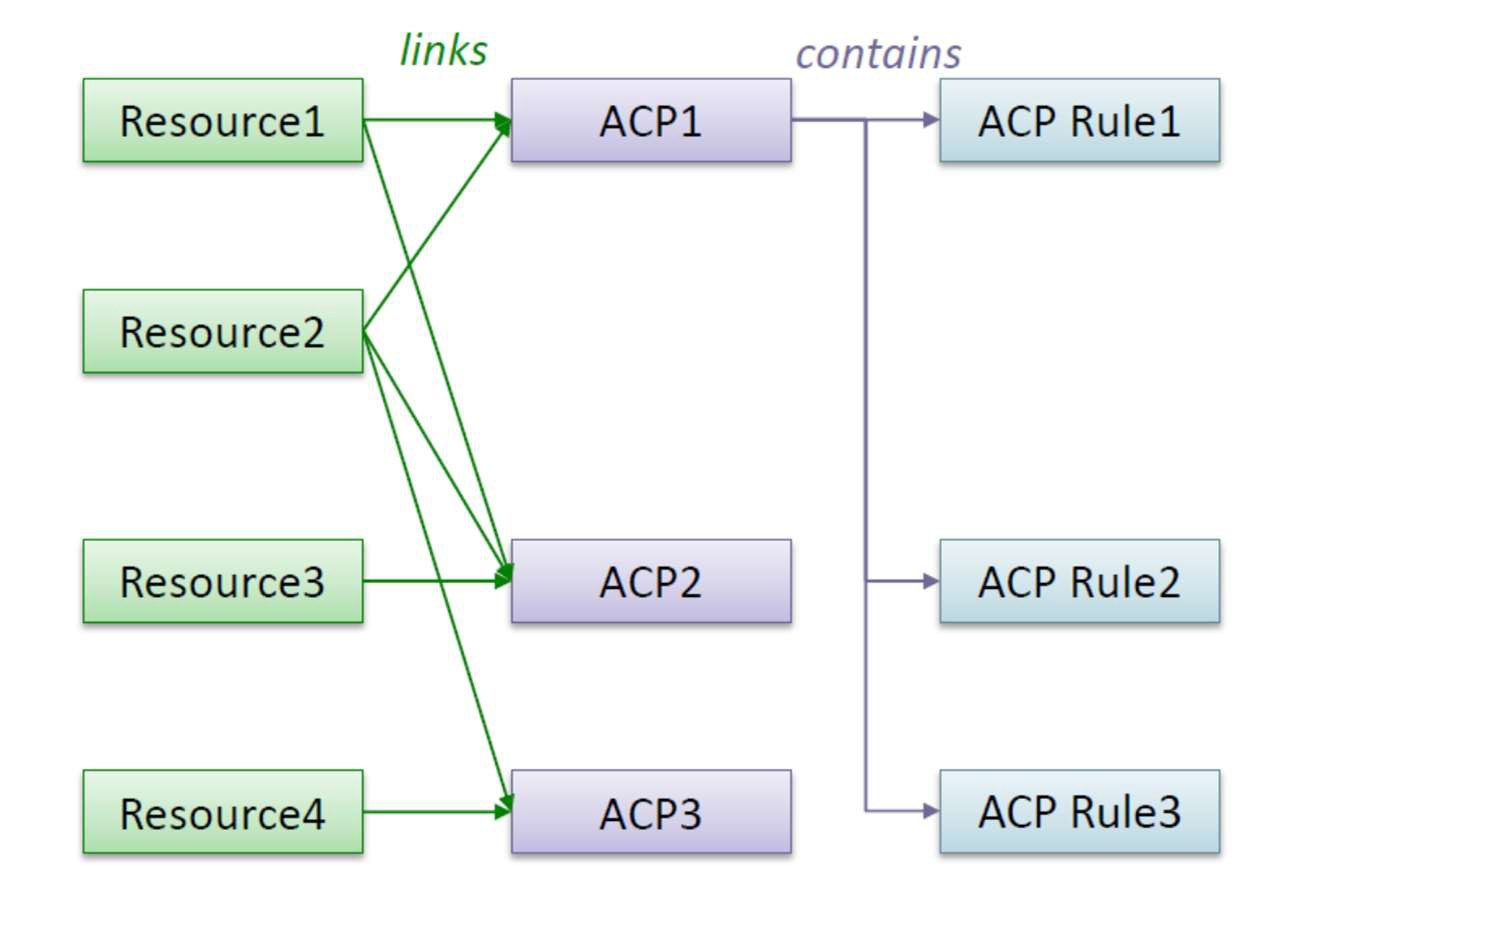 links
contains
Resource1
ACP1
ACP Rule1
Resource2
Resource3
ACP2
ACP Rule2
Resource4
ACP3
ACP Rule3